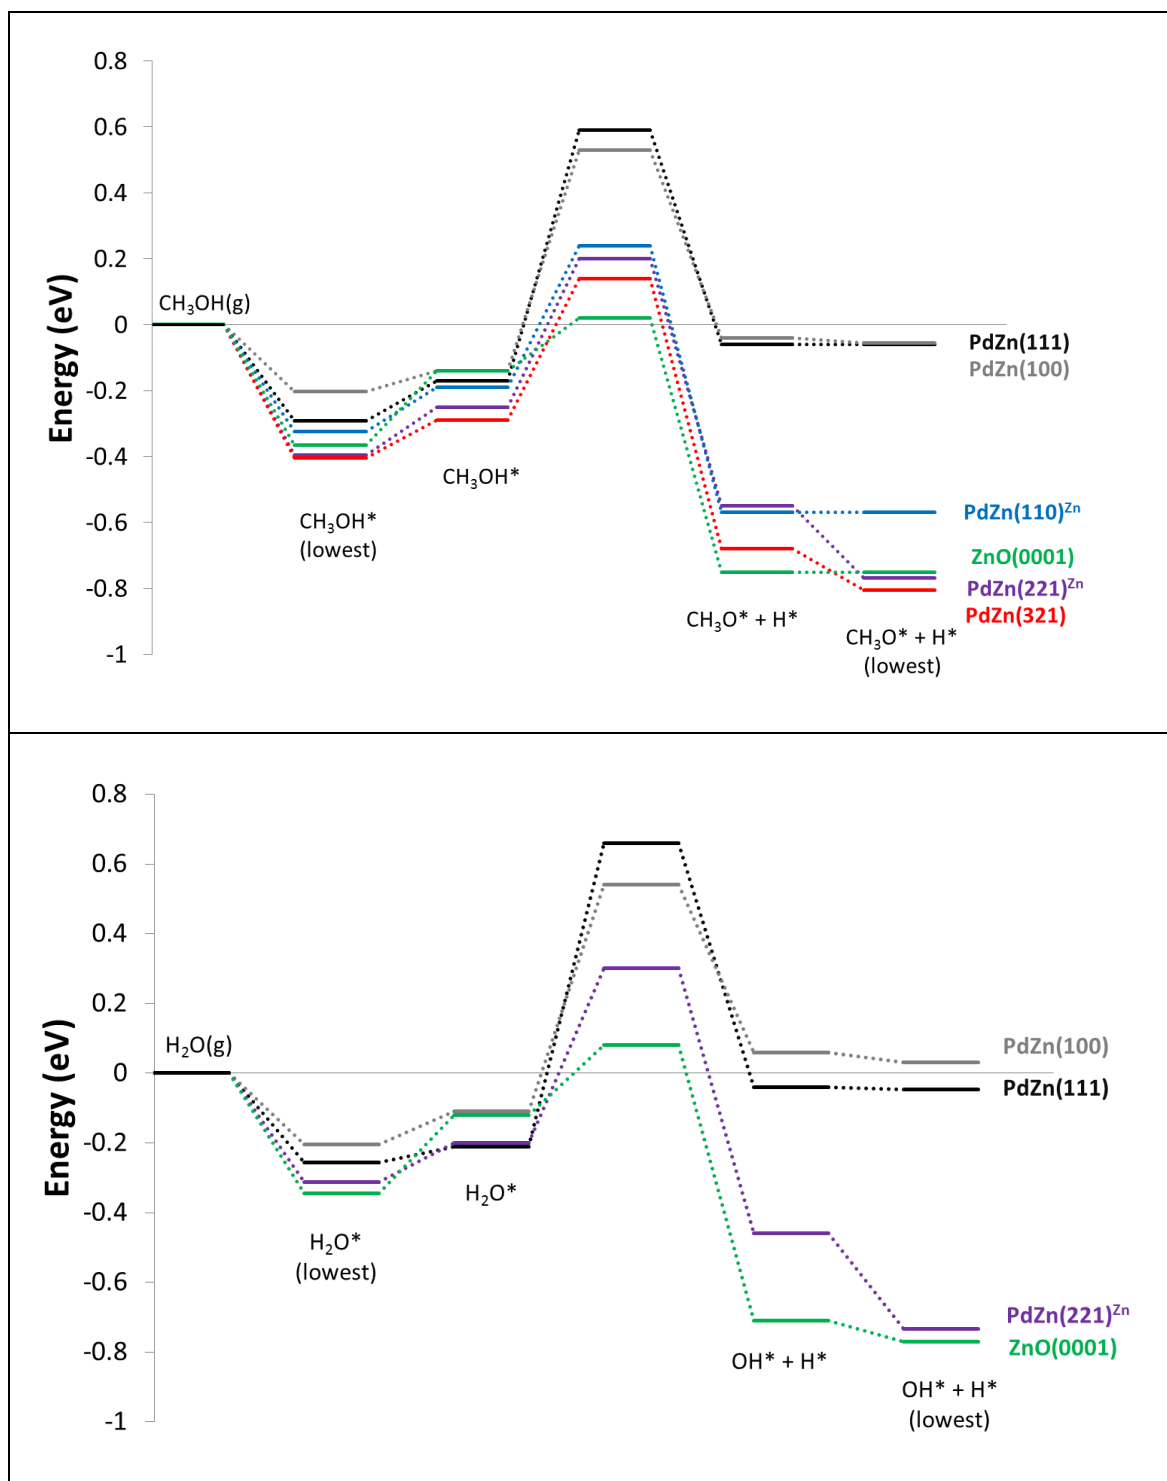 0.8
0.6
0.4
0.2
0
-0.2
-0.4
-0.6
-0.8
-1
Energy (eV)
CH₃OH(g)
CH₃OH*
(lowest)
CH₃OH*
CH₃O* + H*
CH₃O* + H*
(lowest)
PdZn(111)
PdZn(100)
PdZn(110)ᶻⁿ
ZnO(0001)
PdZn(221)ᶻⁿ
PdZn(321)
0.8
0.6
0.4
0.2
0
-0.2
-0.4
-0.6
-0.8
-1
Energy (eV)
H₂O(g)
H₂O*
(lowest)
H₂O*
OH* + H*
OH* + H*
(lowest)
PdZn(100)
PdZn(111)
PdZn(221)ᶻⁿ
ZnO(0001)